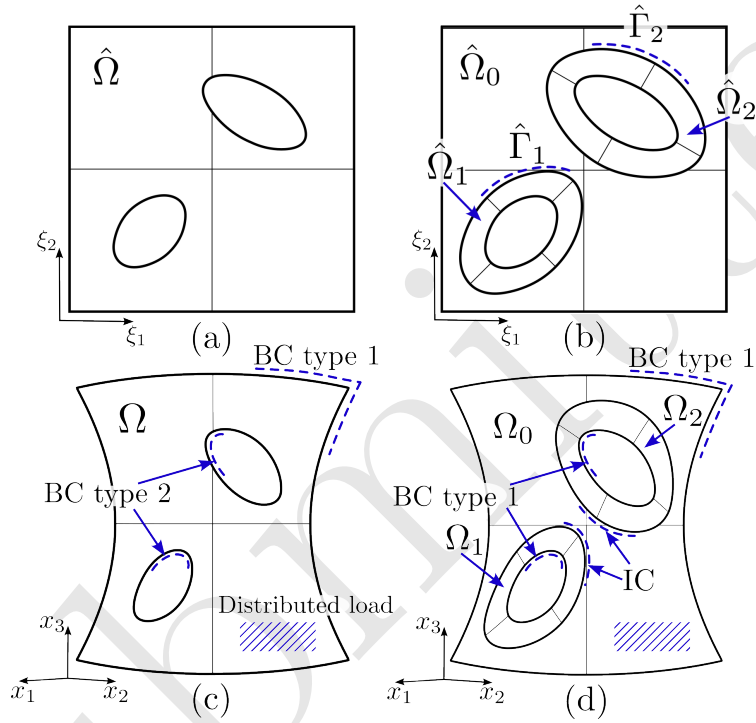 Ω̂
ξ₂
ξ₁
(a)
Γ̂₂
Ω̂₀
Ω̂₂
Γ̂₁
Ω̂₁
ξ₂
ξ₁
(b)
BC type 1
Ω
BC type 2
Distributed load
x₃
x₁
x₂
(c)
BC type 1
Ω₀
Ω₂
BC type 1
Ω₁
IC
x₃
x₁
x₂
(d)